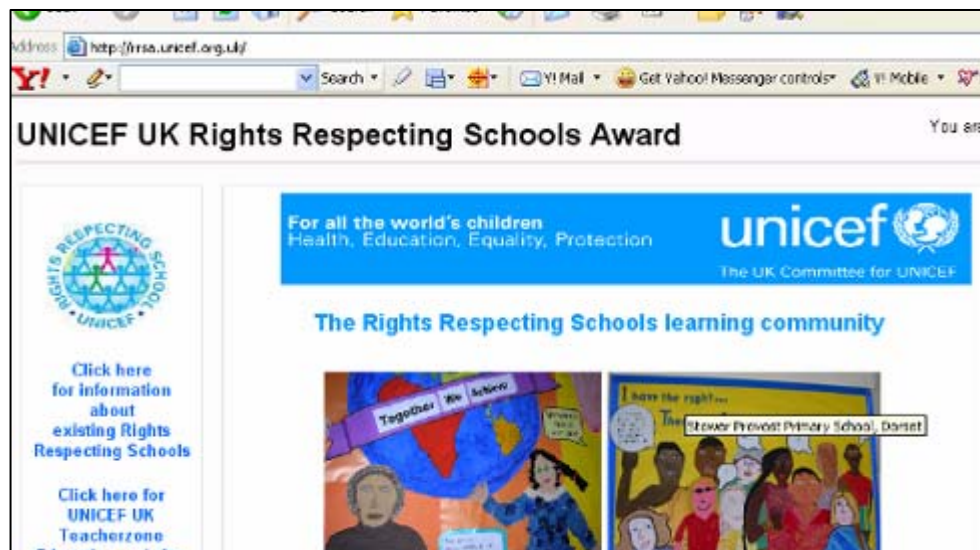 Address http://rrsa.unicef.org.uk/
Y! Search Y! Mail Get Yahoo! Messenger controls Y! Mobile
UNICEF UK Rights Respecting Schools Award
You are
RIGHTS RESPECTING SCHOOL
UNICEF
For all the world's children
Health, Education, Equality, Protection
unicef
The UK Committee for UNICEF
The Rights Respecting Schools learning community
Click here
for information
about
existing Rights
Respecting Schools
Click here for
UNICEF UK
Teacherzone
Together We Achieve
I have the right...
Stower Provost Primary School, Dorset